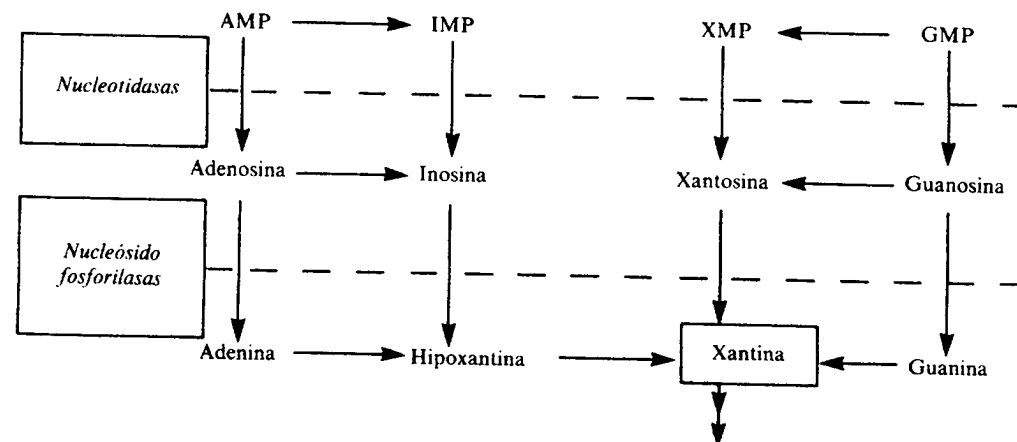 AMP IMP XMP GMP
Nucleotidasas
Adenosina Inosina Xantosina Guanosina
Nucleósido
fosforilasas
Adenina Hipoxantina Xantina Guanina